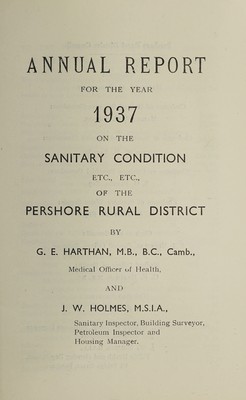 ANNUAL REPORT
FOR THE YEAR
1937
ON THE
SANITARY CONDITION
ETC., ETC.,
OF THE
PERSHORE RURAL DISTRICT
BY
G. E. HARTHAN, M.B., B.C., Camb.,
Medical Officer of Health,
AND
J. W. HOLMES, M.S.I.A.,
Sanitary Inspector, Building Surveyor,
Petroleum Inspector and
Housing Manager.